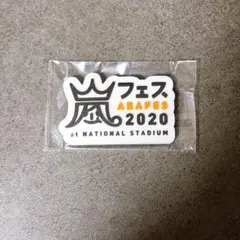 嵐フェス
ARAFES
2020
at NATIONAL STADIUM